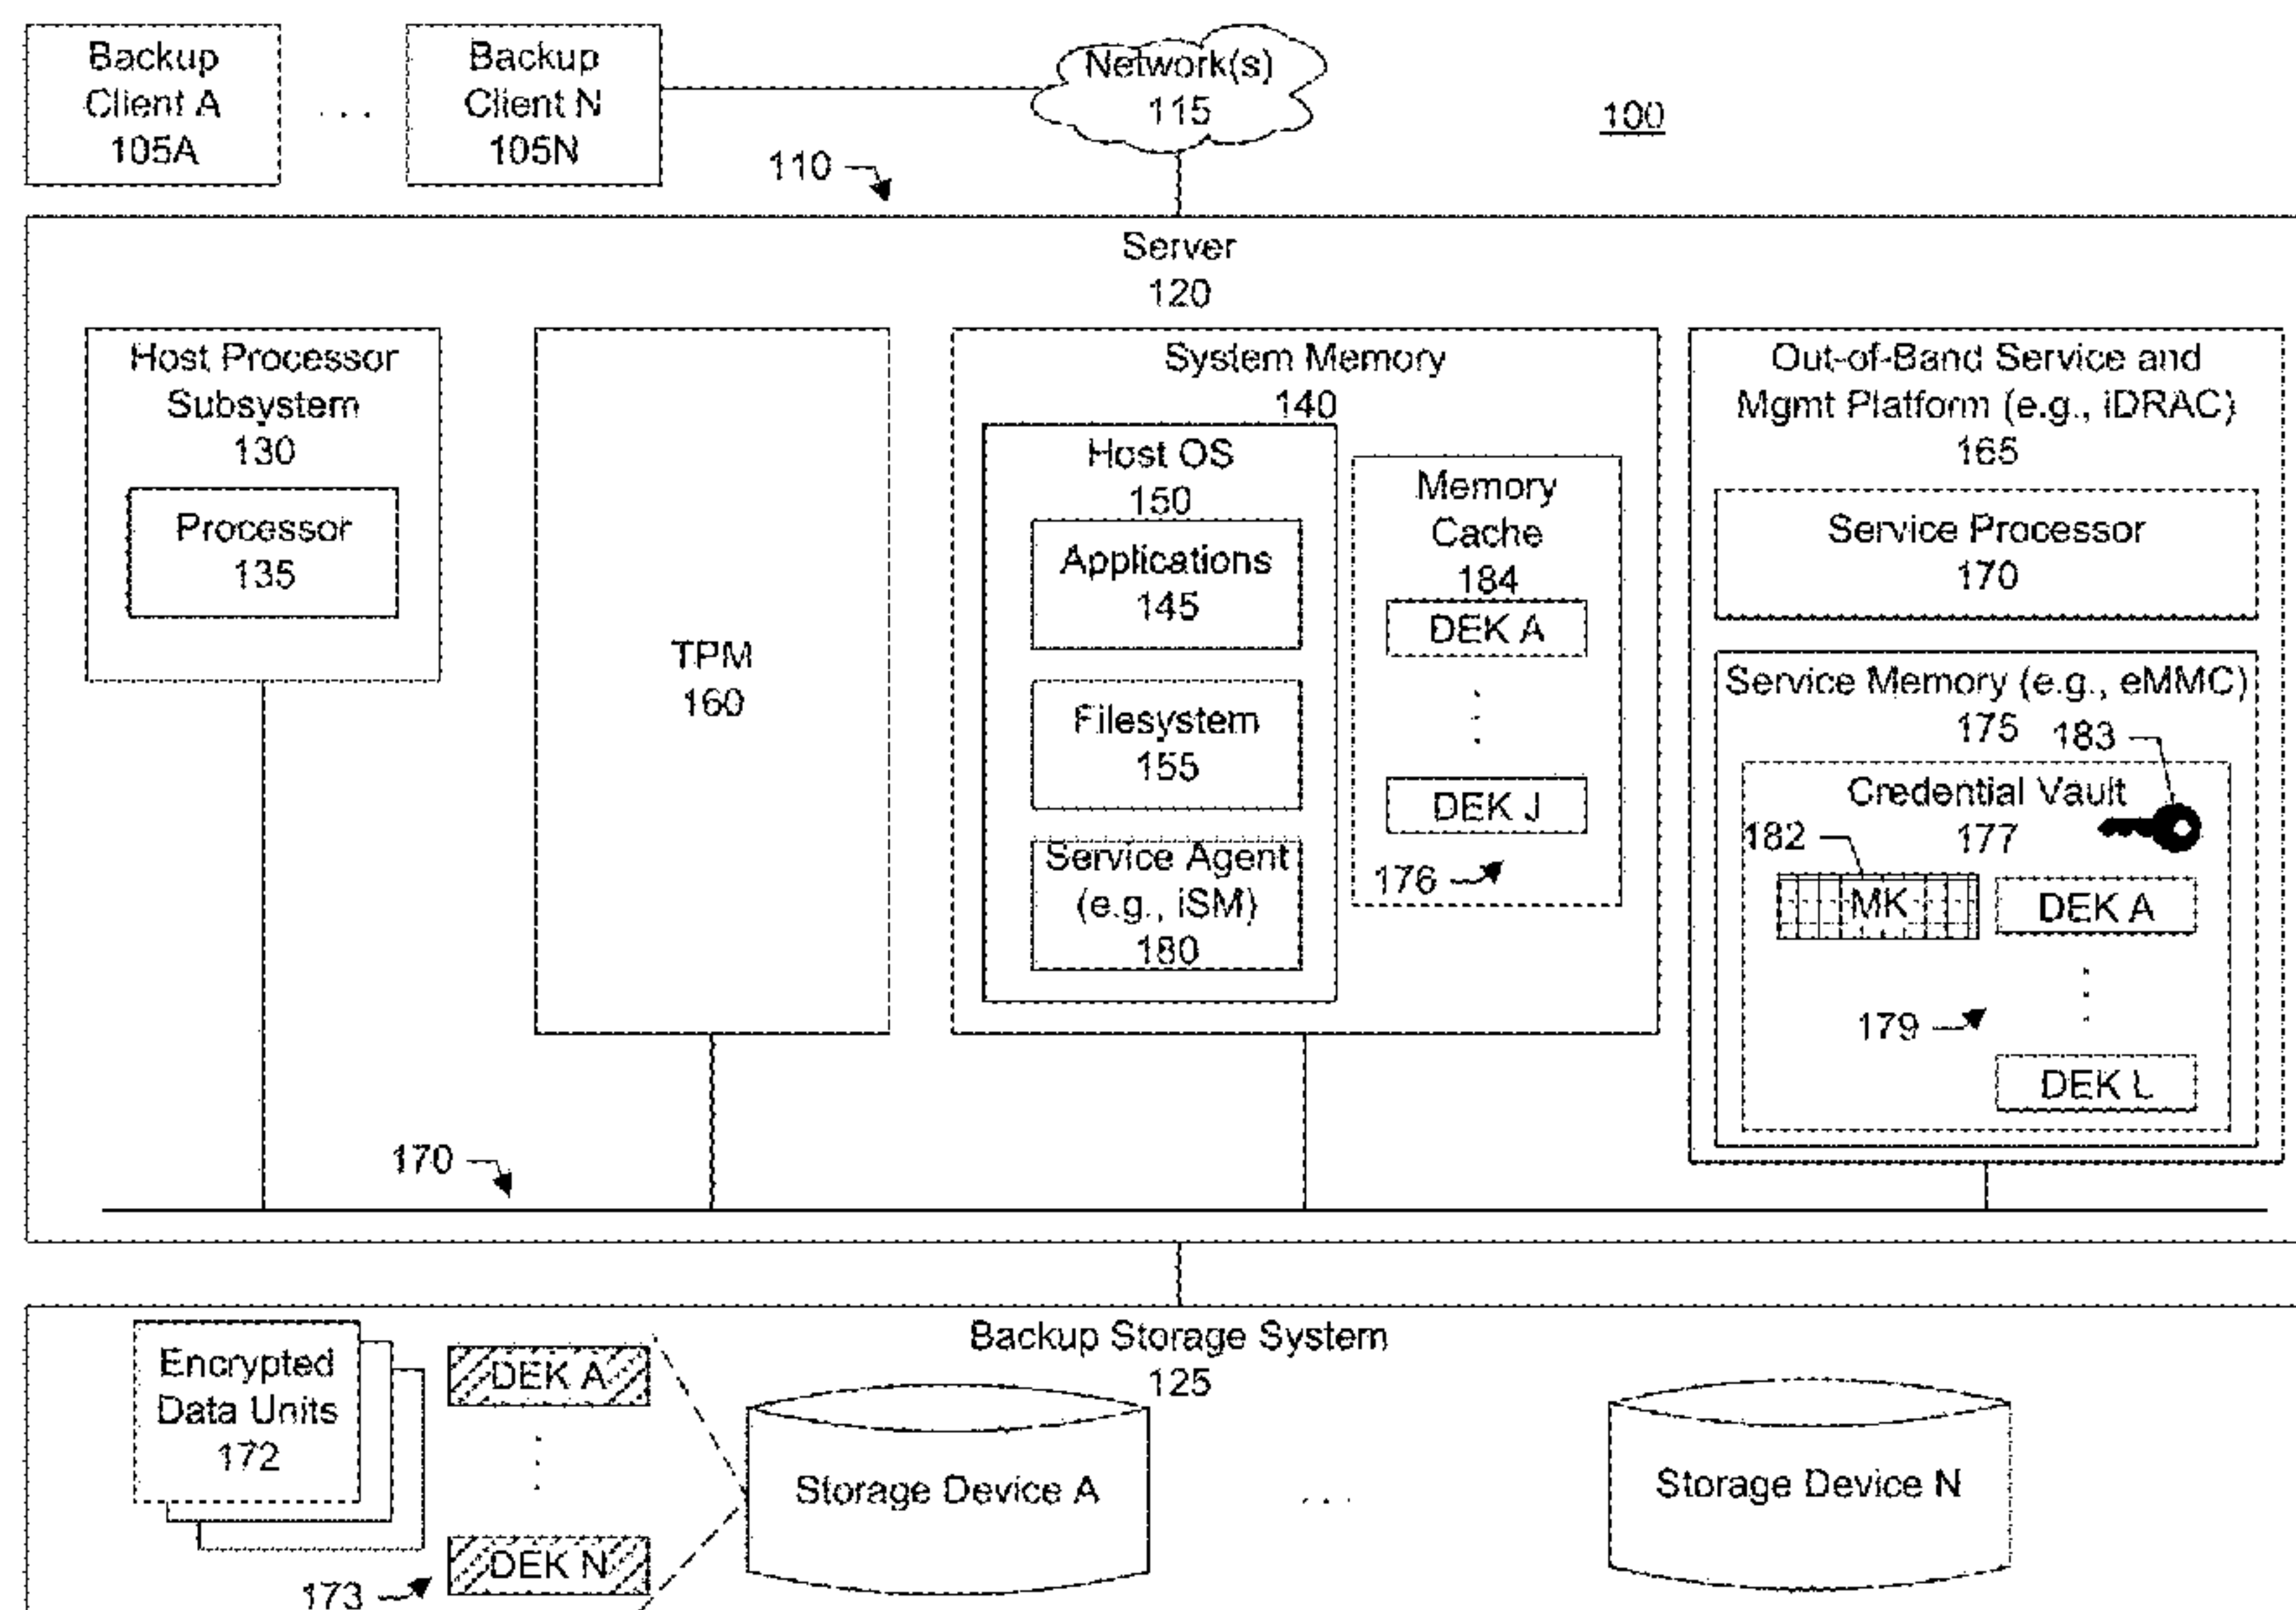 Backup
Client A
105A
. . .
Backup
Client N
105N
Network(s)
115
100
110
Server
120
Host Processor
Subsystem
130
Processor
135
TPM
160
System Memory
140
Host OS
150
Applications
145
Filesystem
155
Service Agent
(e.g., iSM)
180
Memory
Cache
184
DEK A
DEK J
176
Out-of-Band Service and
Mgmt Platform (e.g., iDRAC)
165
Service Processor
170
Service Memory (e.g., eMMC)
175
183
Credential Vault
177
182
MK
DEK A
179
DEK L
170
Backup Storage System
125
Encrypted
Data Units
172
DEK A
DEK N
173
Storage Device A
. . .
Storage Device N